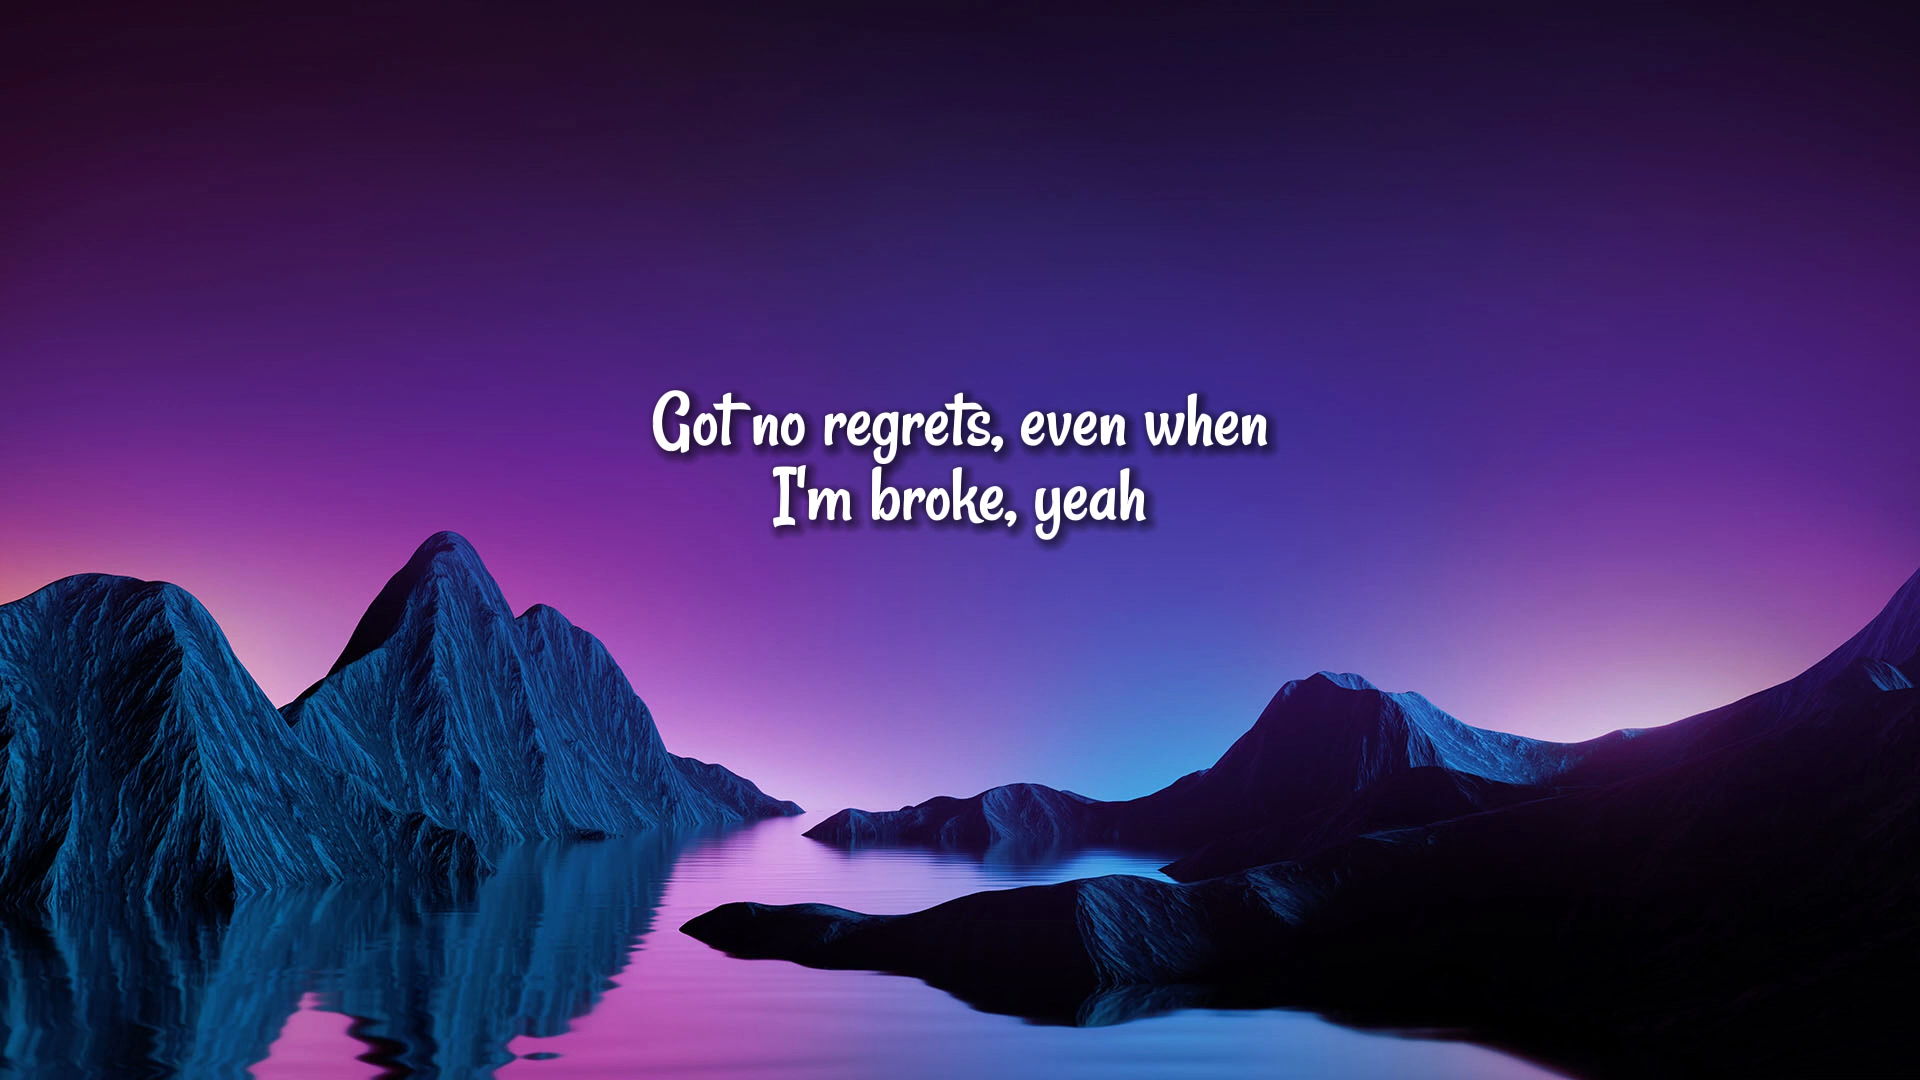 Got no regrets, even when
I'm broke, yeah